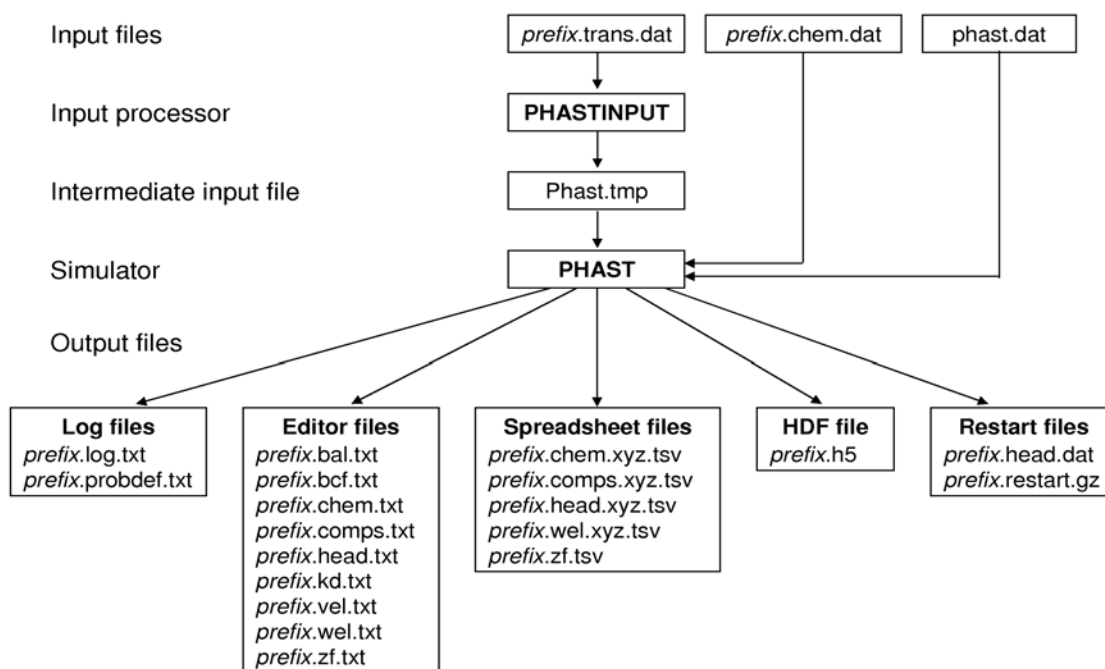 Input files
prefix.trans.dat
prefix.chem.dat
phast.dat
Input processor
PHASTINPUT
Intermediate input file
Phast.tmp
Simulator
PHAST
Output files
Log files
prefix.log.txt
prefix.probdef.txt
Editor files
prefix.bal.txt
prefix.bcf.txt
prefix.chem.txt
prefix.comps.txt
prefix.head.txt
prefix.kd.txt
prefix.vel.txt
prefix.wel.txt
prefix.zf.txt
Spreadsheet files
prefix.chem.xyz.tsv
prefix.comps.xyz.tsv
prefix.head.xyz.tsv
prefix.wel.xyz.tsv
prefix.zf.tsv
HDF file
prefix.h5
Restart files
prefix.head.dat
prefix.restart.gz